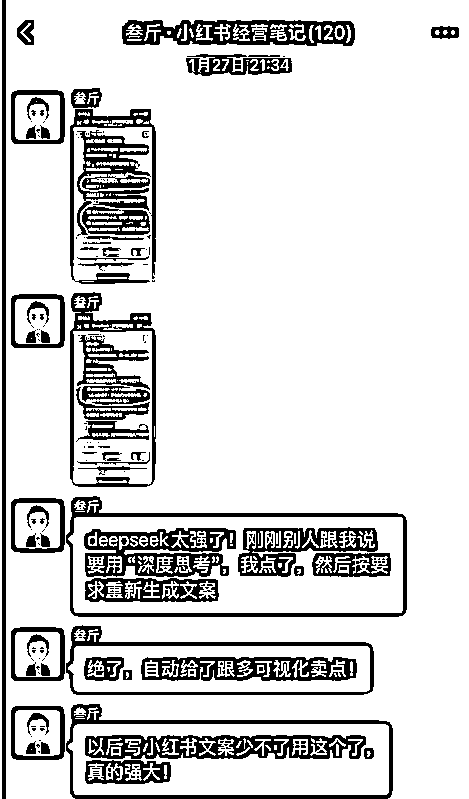 叁斤·小红书经营笔记(120)
1月27日 21:34
叁斤
叁斤
叁斤
deepseek太强了！刚刚别人跟我说
要用“深度思考”，我点了，然后按要
求重新生成文案
叁斤
绝了，自动给了跟多可视化卖点！
叁斤
以后写小红书文案少不了用这个了，
真的强大！